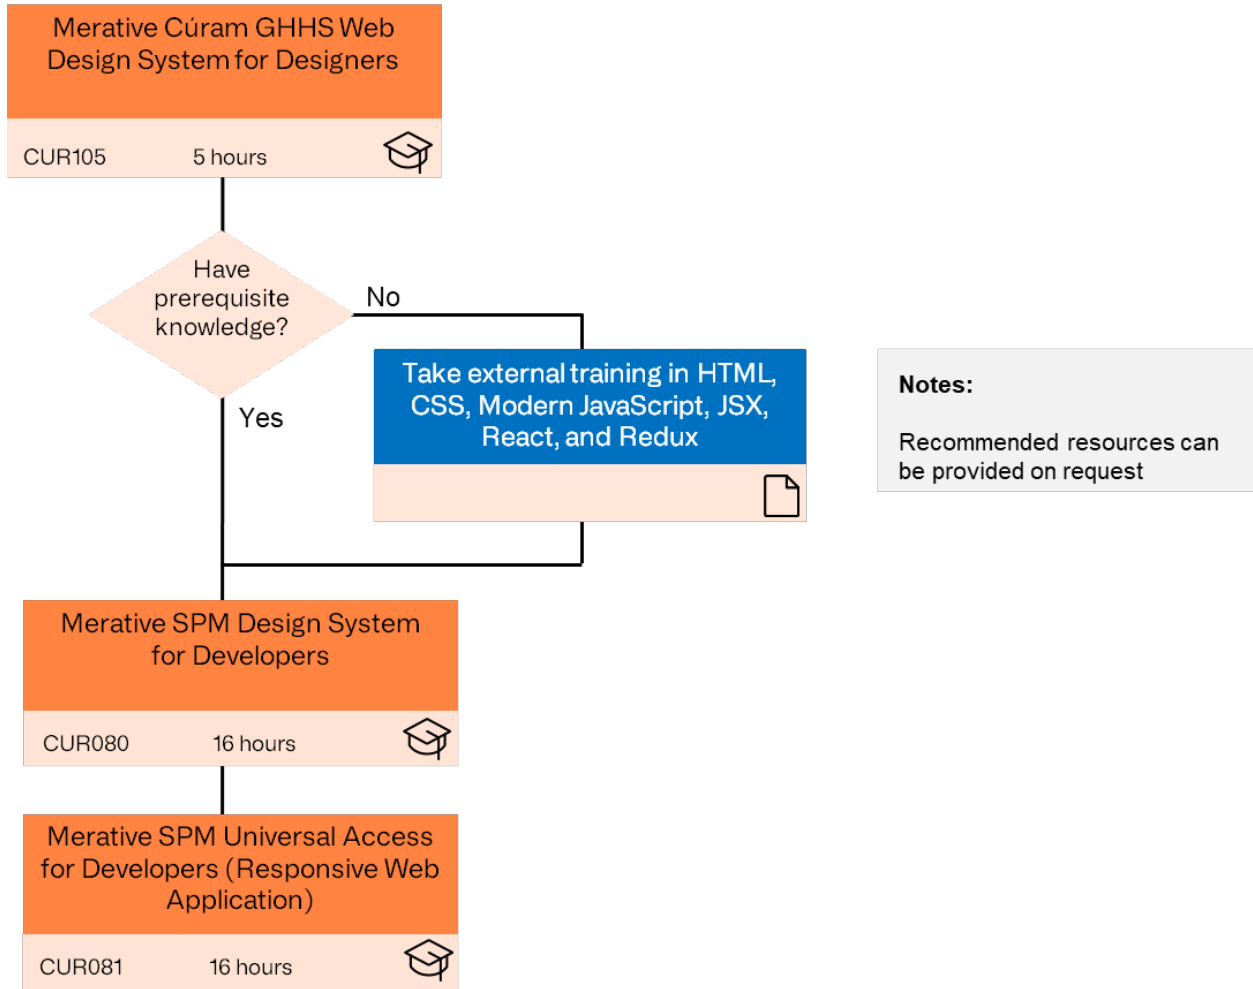 Merative Cúram GHHS Web
Design System for Designers
CUR105 5 hours
Have
prerequisite
knowledge?
No
Yes
Take external training in HTML,
CSS, Modern JavaScript, JSX,
React, and Redux
Notes:
Recommended resources can
be provided on request
Merative SPM Design System
for Developers
CUR080 16 hours
Merative SPM Universal Access
for Developers (Responsive Web
Application)
CUR081 16 hours